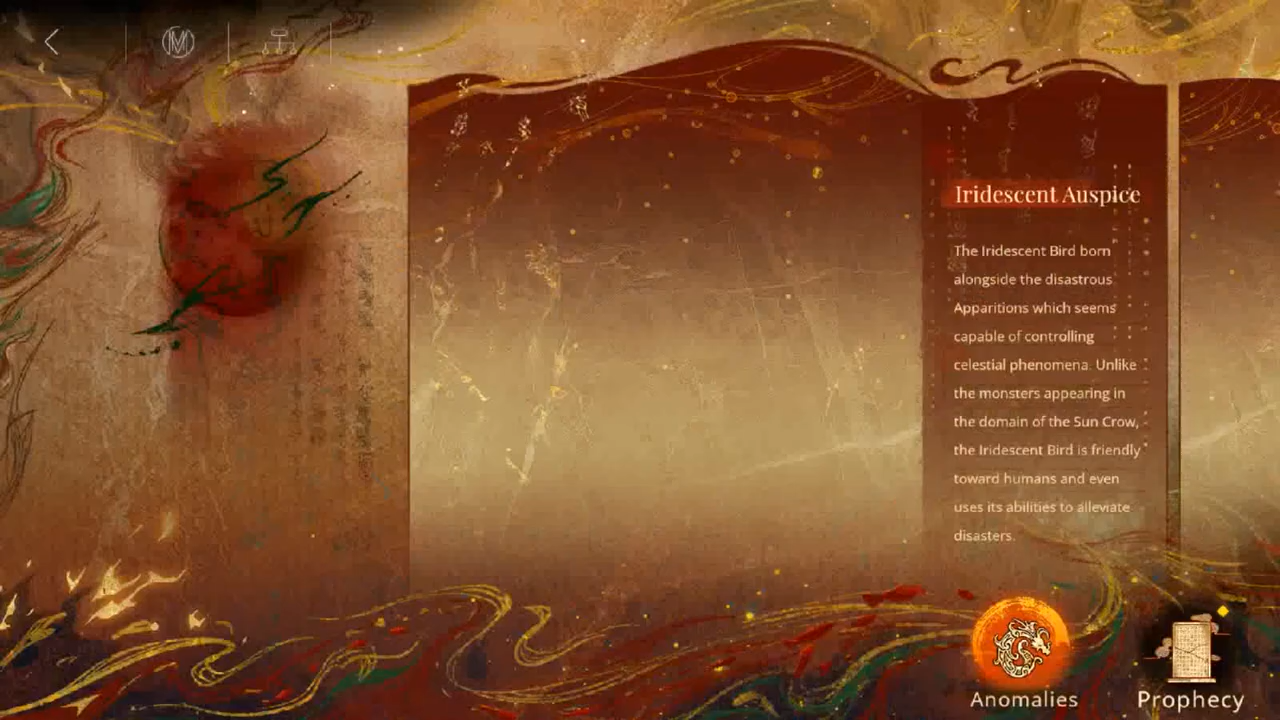 Iridescent Auspice
The Iridescent Bird born
alongside the disastrous
Apparitions which seems
capable of controlling
celestial phenomena. Unlike
the monsters appearing in
the domain of the Sun Crow,
the Iridescent Bird is friendly
toward humans and even
uses its abilities to alleviate
disasters.
Anomalies
Prophecy